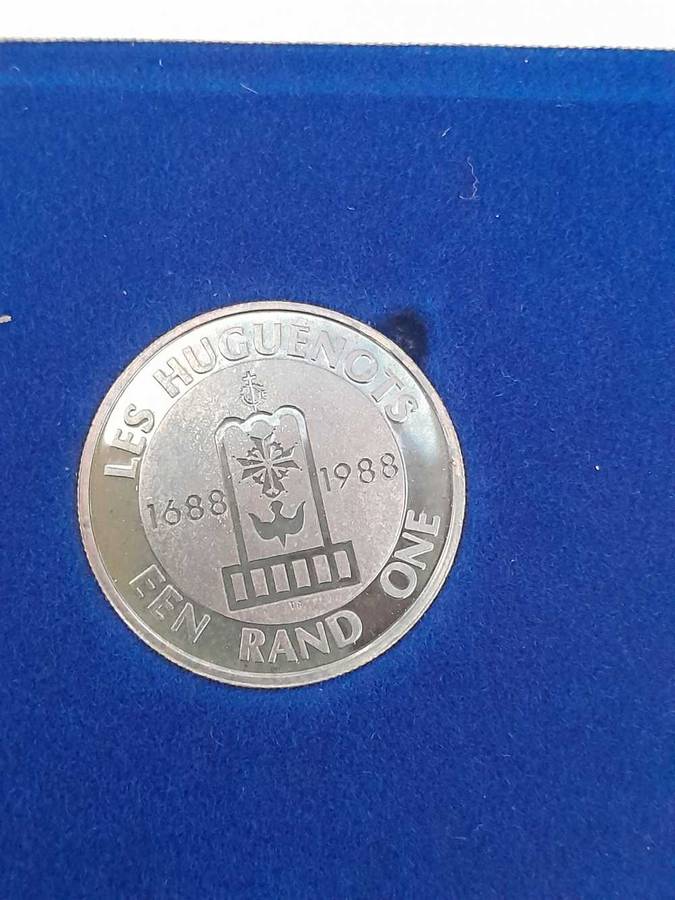 LES HUGUENOTS
1688 1988
EEN RAND ONE